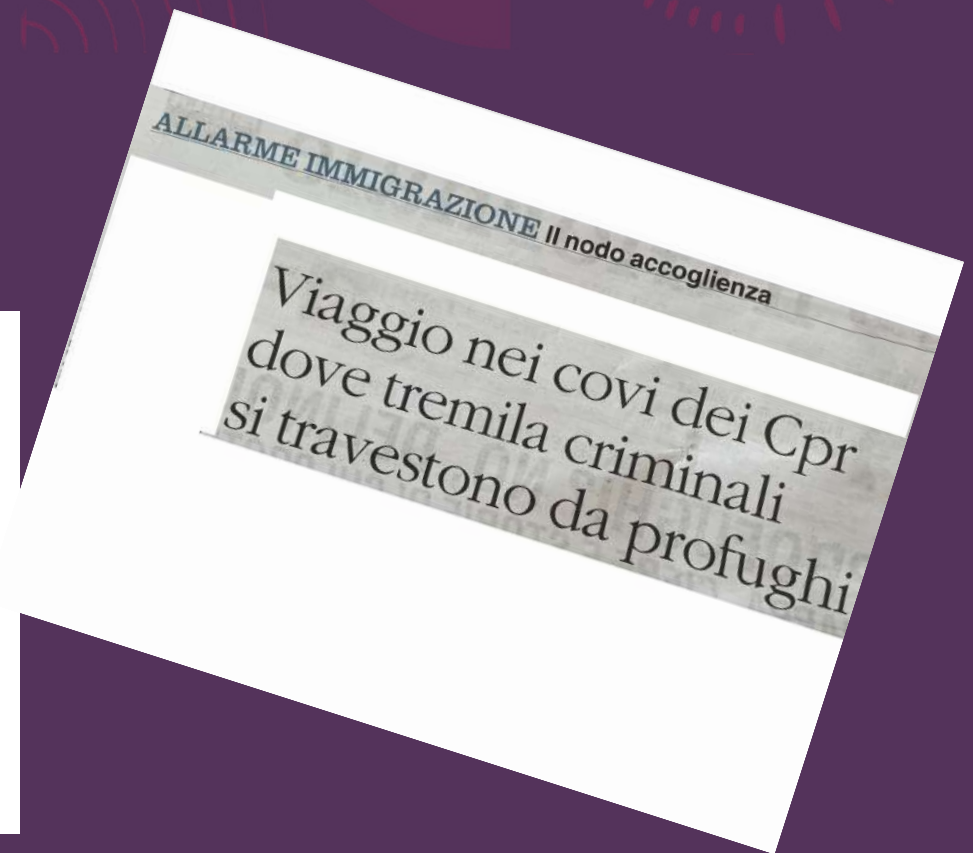 ALLARME IMMIGRAZIONE Il nodo accoglienza
Viaggio nei covi dei Cpr
dove tremila criminali
si travestono da profughi